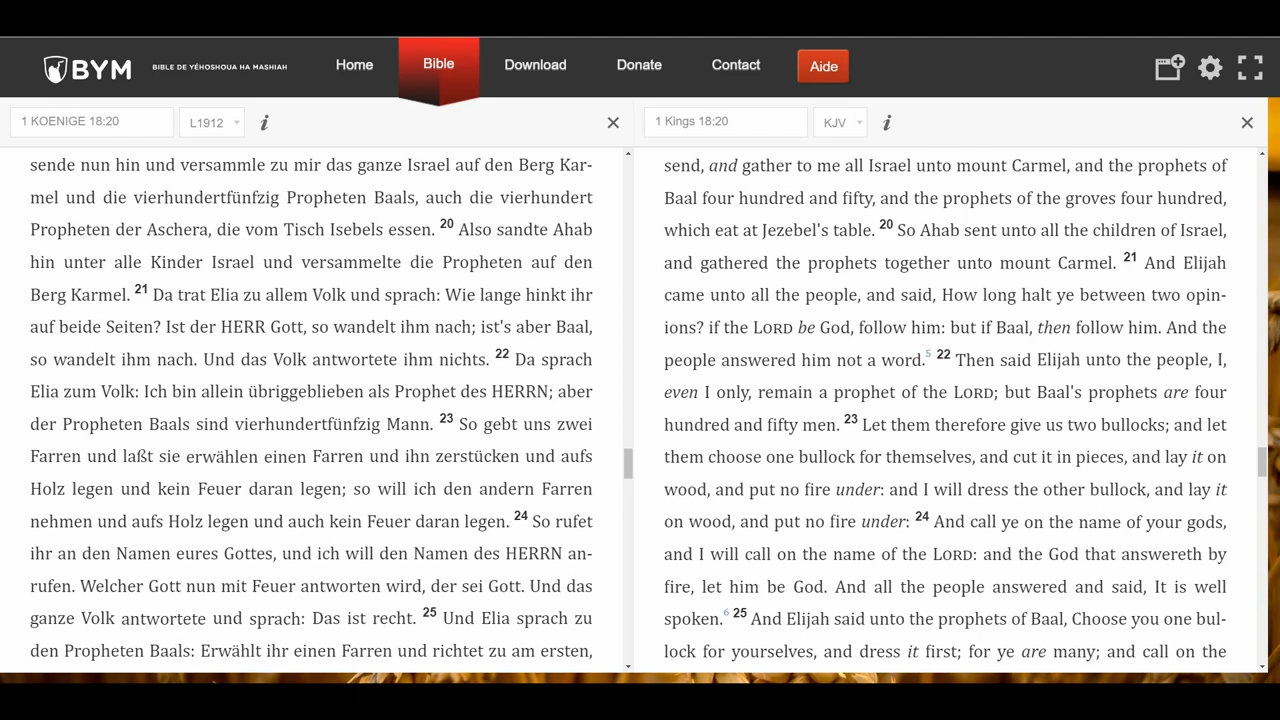 BYM
BIBLE DE YÉHOSHOUA HA MASHIAH
Home
Bible
Download
Donate
Contact
Aide
1 KOENIGE 18:20
L1912
i
sende nun hin und versammle zu mir das ganze Israel auf den Berg Kar-
mel und die vierhundertfünfzig Propheten Baals, auch die vierhundert
Propheten der Aschera, die vom Tisch Isebels essen. 20 Also sandte Ahab
hin unter alle Kinder Israel und versammelte die Propheten auf den
Berg Karmel. 21 Da trat Elia zu allem Volk und sprach: Wie lange hinkt ihr
auf beide Seiten? Ist der HERR Gott, so wandelt ihm nach; ist's aber Baal,
so wandelt ihm nach. Und das Volk antwortete ihm nichts. 22 Da sprach
Elia zum Volk: Ich bin allein übriggeblieben als Prophet des HERRN; aber
der Propheten Baals sind vierhundertfünfzig Mann. 23 So gebt uns zwei
Farren und laßt sie erwählen einen Farren und ihn zerstücken und aufs
Holz legen und kein Feuer daran legen; so will ich den andern Farren
nehmen und aufs Holz legen und auch kein Feuer daran legen. 24 So rufet
ihr an den Namen eures Gottes, und ich will den Namen des HERRN an-
rufen. Welcher Gott nun mit Feuer antworten wird, der sei Gott. Und das
ganze Volk antwortete und sprach: Das ist recht. 25 Und Elia sprach zu
den Propheten Baals: Erwählt ihr einen Farren und richtet zu am ersten,
1 Kings 18:20
KJV
i
send, and gather to me all Israel unto mount Carmel, and the prophets of
Baal four hundred and fifty, and the prophets of the groves four hundred,
which eat at Jezebel's table. 20 So Ahab sent unto all the children of Israel,
and gathered the prophets together unto mount Carmel. 21 And Elijah
came unto all the people, and said, How long halt ye between two opin-
ions? if the LORD be God, follow him: but if Baal, then follow him. And the
people answered him not a word.5 22 Then said Elijah unto the people, I,
even I only, remain a prophet of the LORD; but Baal's prophets are four
hundred and fifty men. 23 Let them therefore give us two bullocks; and let
them choose one bullock for themselves, and cut it in pieces, and lay it on
wood, and put no fire under: and I will dress the other bullock, and lay it
on wood, and put no fire under: 24 And call ye on the name of your gods,
and I will call on the name of the LORD: and the God that answereth by
fire, let him be God. And all the people answered and said, It is well
spoken.6 25 And Elijah said unto the prophets of Baal, Choose you one bul-
lock for yourselves, and dress it first; for ye are many; and call on the